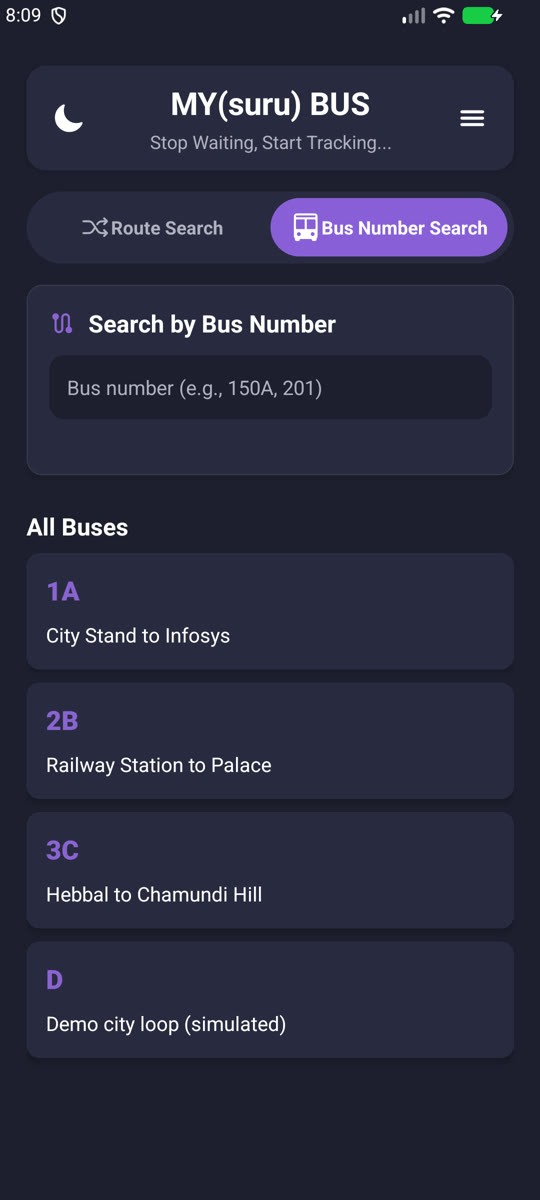 8:09
MY(suru) BUS
Stop Waiting, Start Tracking...
Route Search
Bus Number Search
Search by Bus Number
Bus number (e.g., 150A, 201)
All Buses
1A
City Stand to Infosys
2B
Railway Station to Palace
3C
Hebbal to Chamundi Hill
D
Demo city loop (simulated)